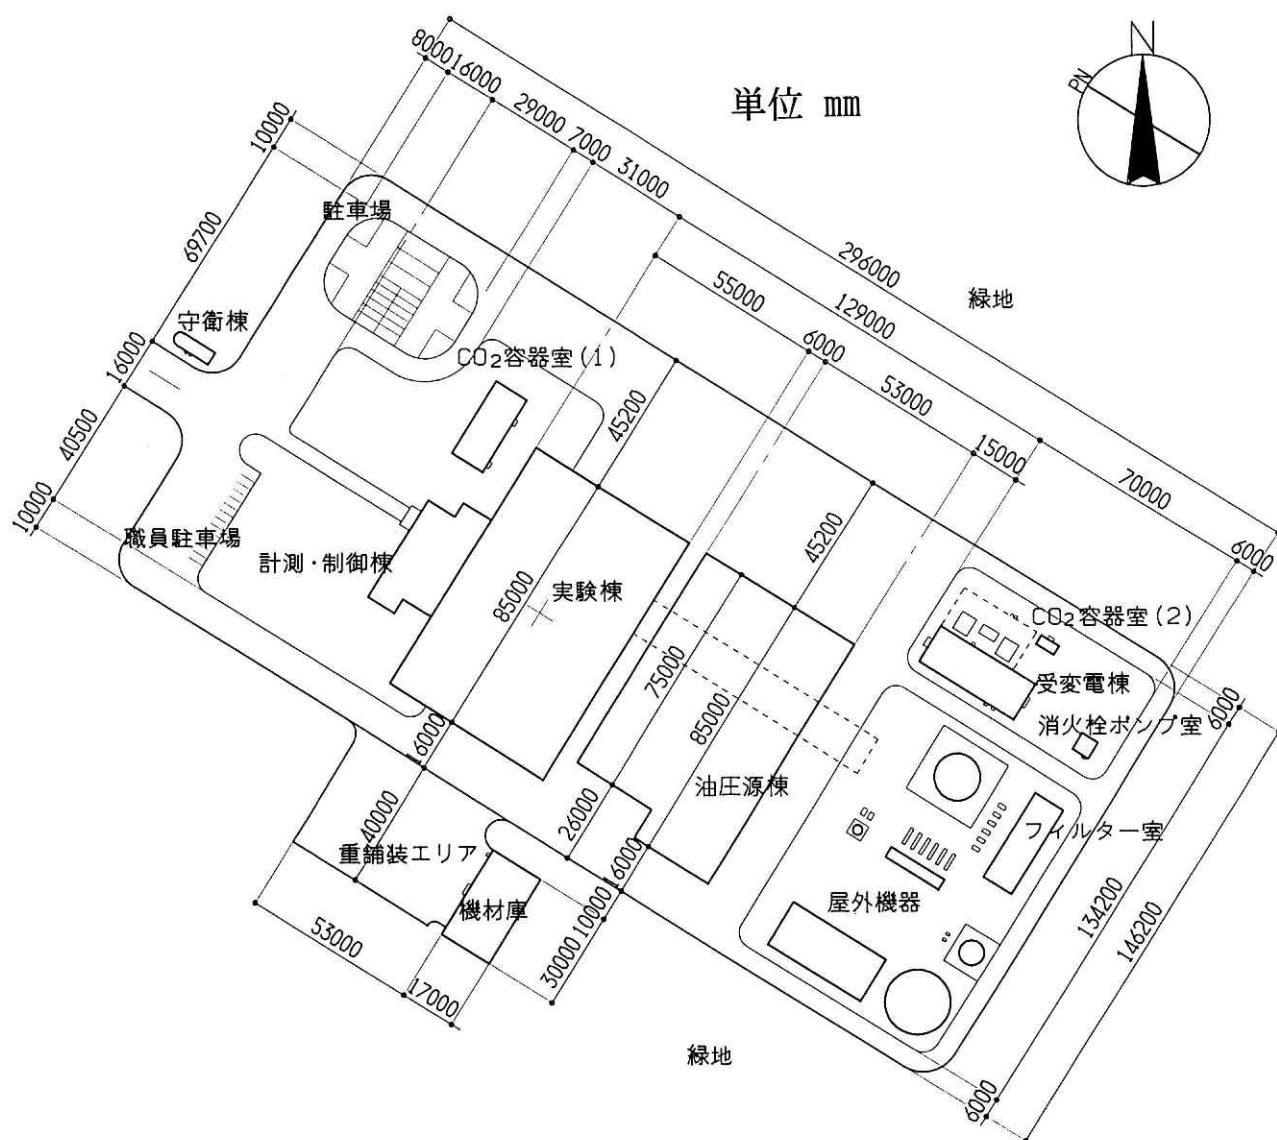 N
PN
単位 mm
8000
16000
29000
7000
31000
296000
129000
70000
6000
55000
6000
53000
15000
10000
69700
16000
40500
10000
緑地
駐車場
守衛棟
CO₂容器室(1)
45200
45200
職員駐車場
計測・制御棟
実験棟
85000
75000
85000
油圧源棟
CO₂容器室(2)
受変電棟
消火栓ポンプ室
フィルター室
屋外機器
6000
134200
146200
6000
16000
40000
26000
16000
重舗装エリア
機材庫
10000
30000
53000
17000
緑地